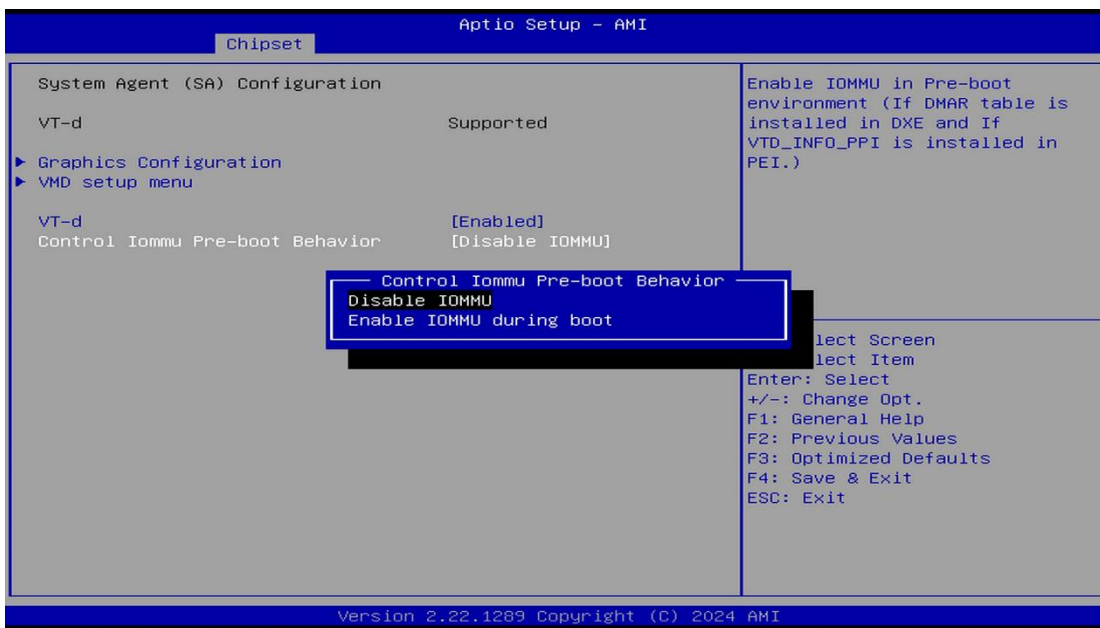 Aptio Setup - AMI
Chipset
System Agent (SA) Configuration
VT-d Supported
Graphics Configuration
VMD setup menu
VT-d [Enabled]
Control Iommu Pre-boot Behavior [Disable IOMMU]
Control Iommu Pre-boot Behavior
Disable IOMMU
Enable IOMMU during boot
Enable IOMMU in Pre-boot
environment (If DMAR table is
installed in DXE and If
VTD_INFO_PPI is installed in
PEI.)
lect Screen
lect Item
Enter: Select
+/-: Change Opt.
F1: General Help
F2: Previous Values
F3: Optimized Defaults
F4: Save & Exit
ESC: Exit
Version 2.22.1289 Copyright (C) 2024 AMI